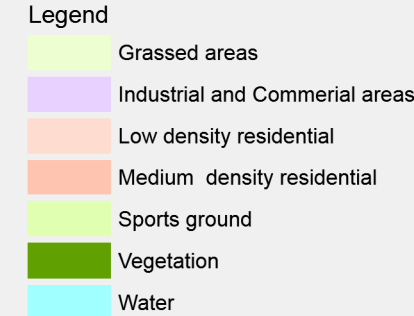 Legend
Grassed areas
Industrial and Commerial areas
Low density residential
Medium  density residential
Sports ground
Vegetation
Water